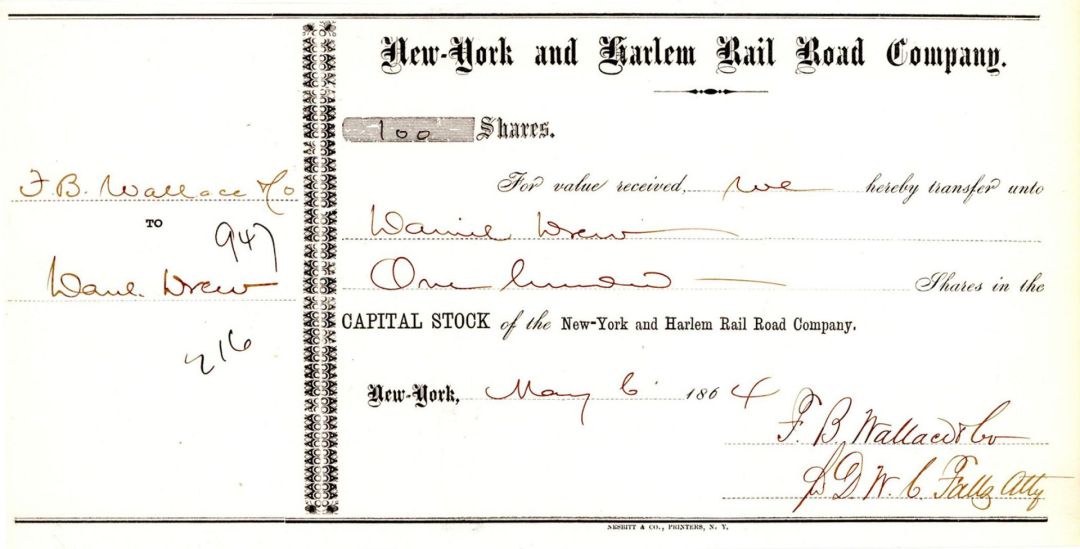 New-York and Harlem Rail Road Company.
100 Shares.
F. B. Wallace & Co
TO
947
Danl. Drew
216
For value received, we hereby transfer unto
Daniel Drew
One hundred Shares in the
CAPITAL STOCK of the New-York and Harlem Rail Road Company.
New-York, May 6 1864
F. B. Wallace & Co
D. W. C. Falls Atty
NESBITT & CO., PRINTERS, N. Y.